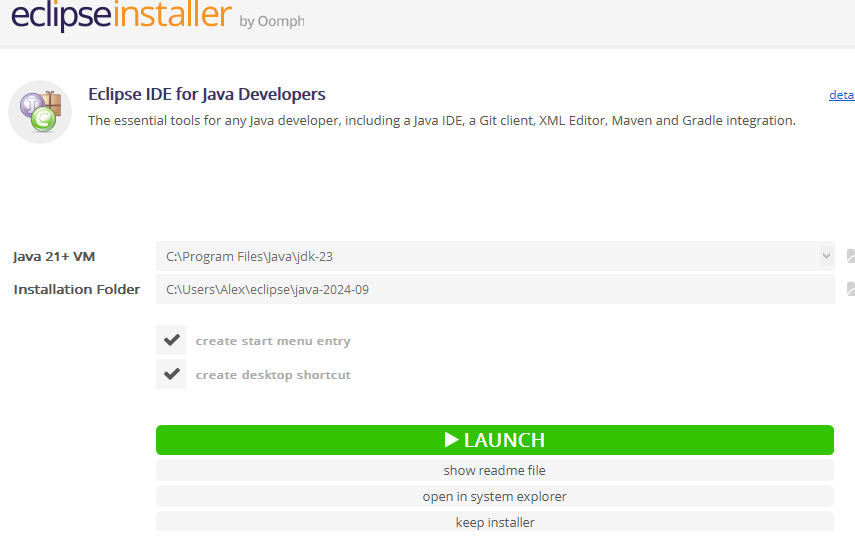 eclipseinstaller by Oomph
Eclipse IDE for Java Developers
deta
The essential tools for any Java developer, including a Java IDE, a Git client, XML Editor, Maven and Gradle integration.
Java 21+ VM C:\Program Files\Java\jdk-23
Installation Folder C:\Users\Alex\eclipse\java-2024-09
create start menu entry
create desktop shortcut
LAUNCH
show readme file
open in system explorer
keep installer